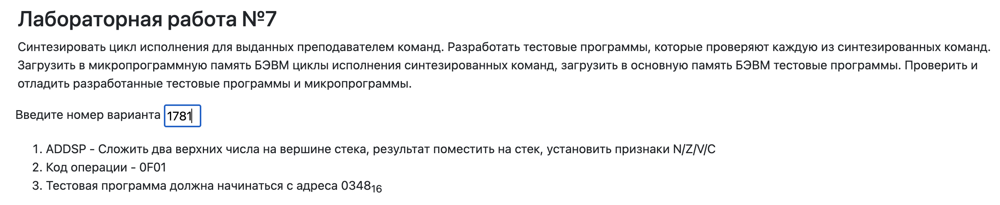 Лабораторная работа №7
Синтезировать цикл исполнения для выданных преподавателем команд. Разработать тестовые программы, которые проверяют каждую из синтезированных команд.
Загрузить в микропрограммную память БЭВМ циклы исполнения синтезированных команд, загрузить в основную память БЭВМ тестовые программы. Проверить и
отладить разработанные тестовые программы и микропрограммы.
Введите номер варианта 1781
1. ADDSP - Сложить два верхних числа на вершине стека, результат поместить на стек, установить признаки N/Z/V/C
2. Код операции - 0F01
3. Тестовая программа должна начинаться с адреса 0348₁₆